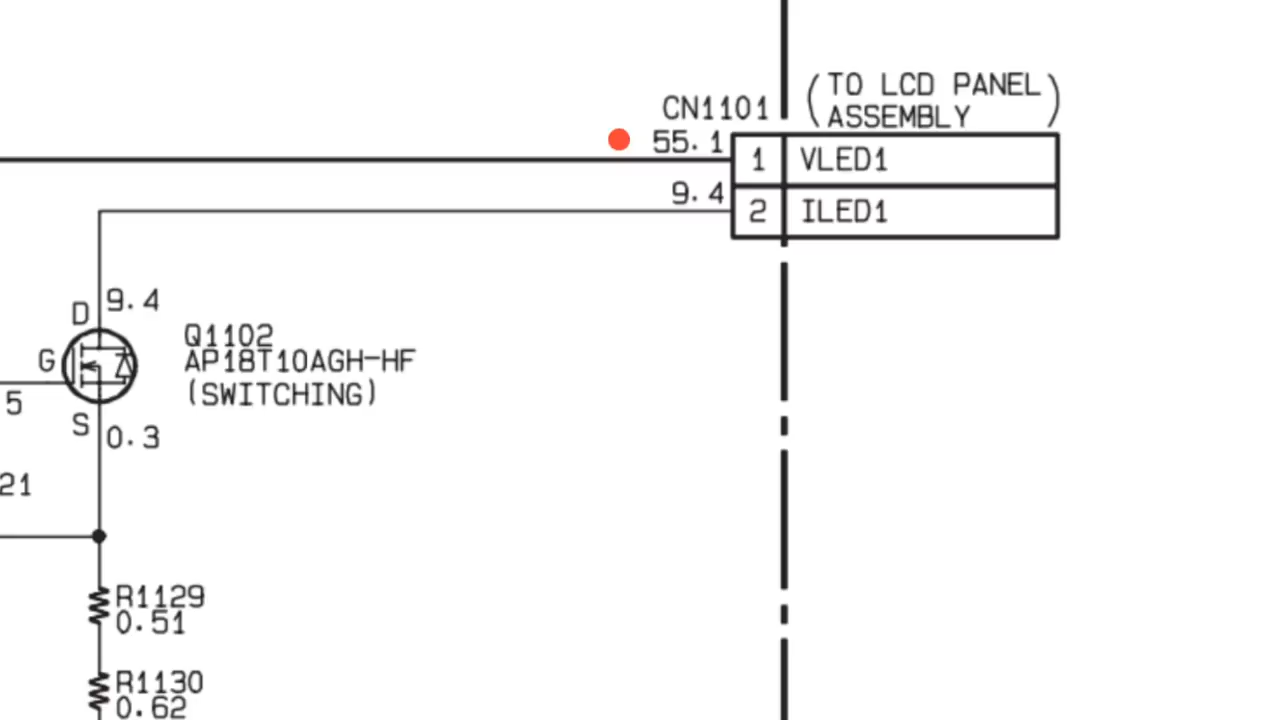 (TO LCD PANEL
ASSEMBLY)
CN1101
55.1
1 VLED1
9.4
2 ILED1
D 9.4
Q1102
G AP18T10AGH-HF
(SWITCHING)
5
S 0.3
21
R1129
0.51
R1130
0.62